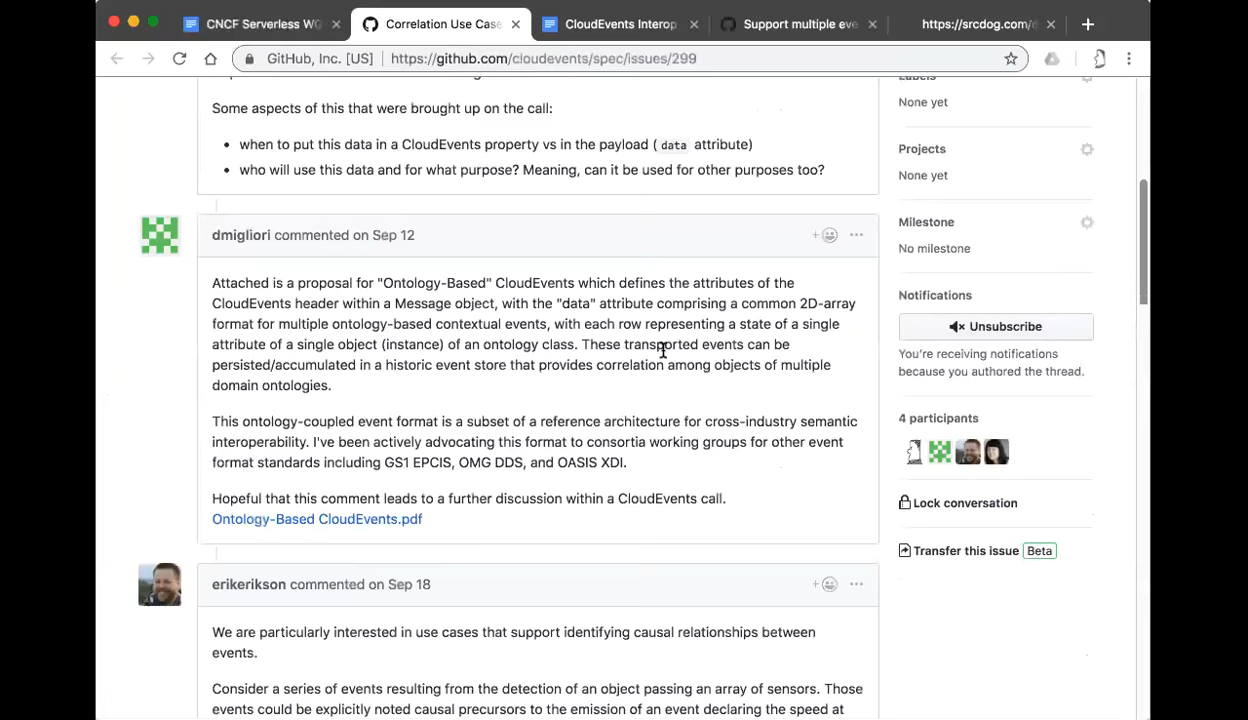 CNCF Serverless WG
Correlation Use Cas
CloudEvents Interop
Support multiple eve
https://srcdog.com/
GitHub, Inc. [US]
https://github.com/cloudevents/spec/issues/299
Some aspects of this that were brought up on the call:
• when to put this data in a CloudEvents property vs in the payload ( data attribute)
• who will use this data and for what purpose? Meaning, can it be used for other purposes too?
dmigliori commented on Sep 12
Attached is a proposal for "Ontology-Based" CloudEvents which defines the attributes of the
CloudEvents header within a Message object, with the "data" attribute comprising a common 2D-array
format for multiple ontology-based contextual events, with each row representing a state of a single
attribute of a single object (instance) of an ontology class. These transported events can be
persisted/accumulated in a historic event store that provides correlation among objects of multiple
domain ontologies.
This ontology-coupled event format is a subset of a reference architecture for cross-industry semantic
interoperability. I've been actively advocating this format to consortia working groups for other event
format standards including GS1 EPCIS, OMG DDS, and OASIS XDI.
Hopeful that this comment leads to a further discussion within a CloudEvents call.
Ontology-Based CloudEvents.pdf
erikerikson commented on Sep 18
We are particularly interested in use cases that support identifying causal relationships between
events.
Consider a series of events resulting from the detection of an object passing an array of sensors. Those
events could be explicitly noted causal precursors to the emission of an event declaring the speed at
Labels
None yet
Projects
None yet
Milestone
No milestone
Notifications
Unsubscribe
You're receiving notifications
because you authored the thread.
4 participants
Lock conversation
Transfer this issue Beta